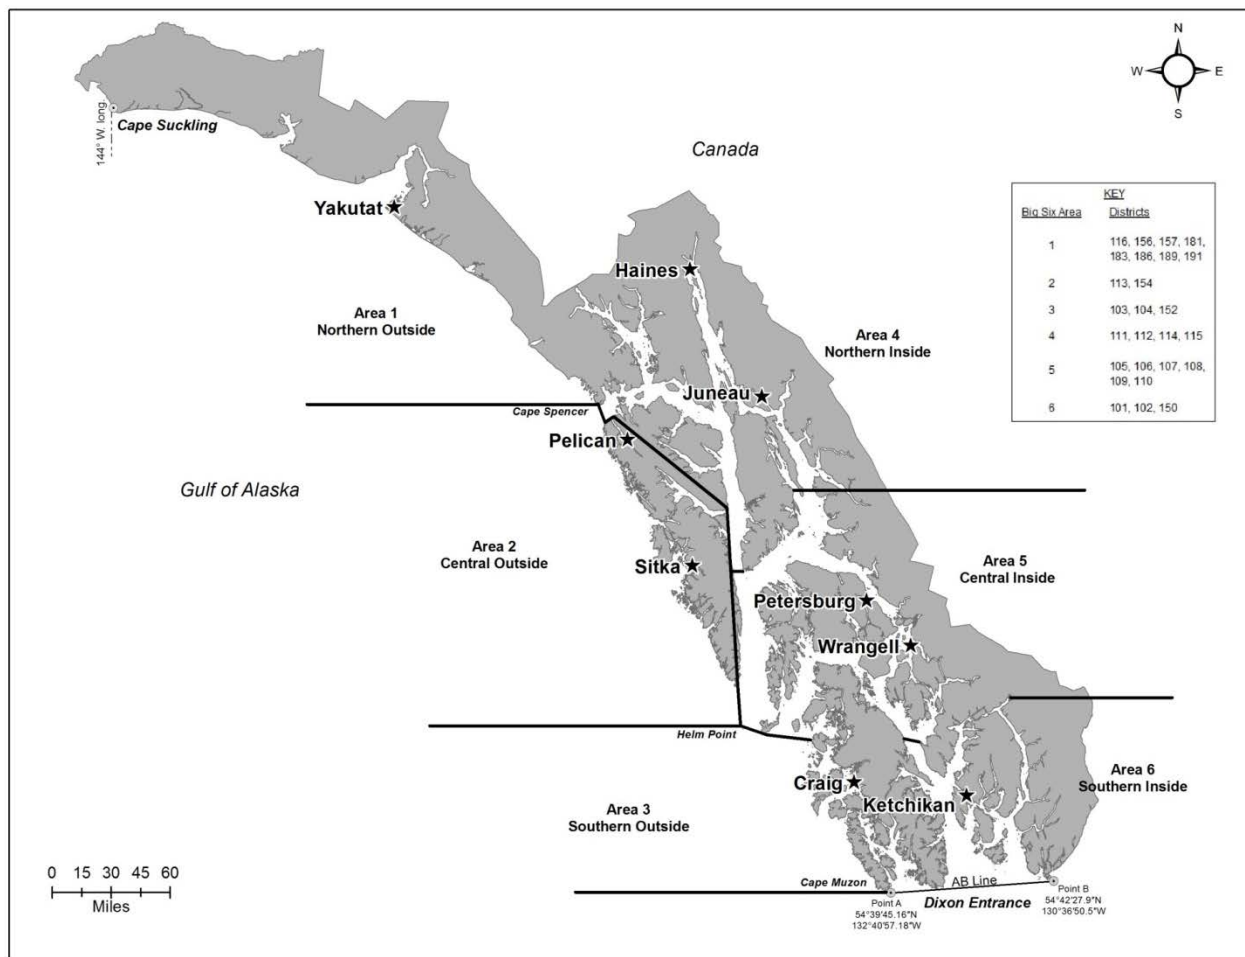 N
W
E
S
Canada
144° W. long.
Cape Suckling
Yakutat
KEY
Big Six Area Districts
1 116, 156, 157, 181,
183, 186, 189, 191
2 113, 154
3 103, 104, 152
4 111, 112, 114, 115
5 105, 106, 107, 108,
109, 110
6 101, 102, 150
Haines
Area 1
Northern Outside
Area 4
Northern Inside
Juneau
Cape Spencer
Pelican
Gulf of Alaska
Area 2
Central Outside
Sitka
Area 5
Central Inside
Petersburg
Wrangell
Helm Point
Craig
Ketchikan
Area 6
Southern Inside
Area 3
Southern Outside
0 15 30 45 60
Miles
Cape Muzon
AB Line
Dixon Entrance
Point A
54°39'45.16"N
132°40'57.18"W
Point B
54°42'27.9"N
130°36'50.5"W